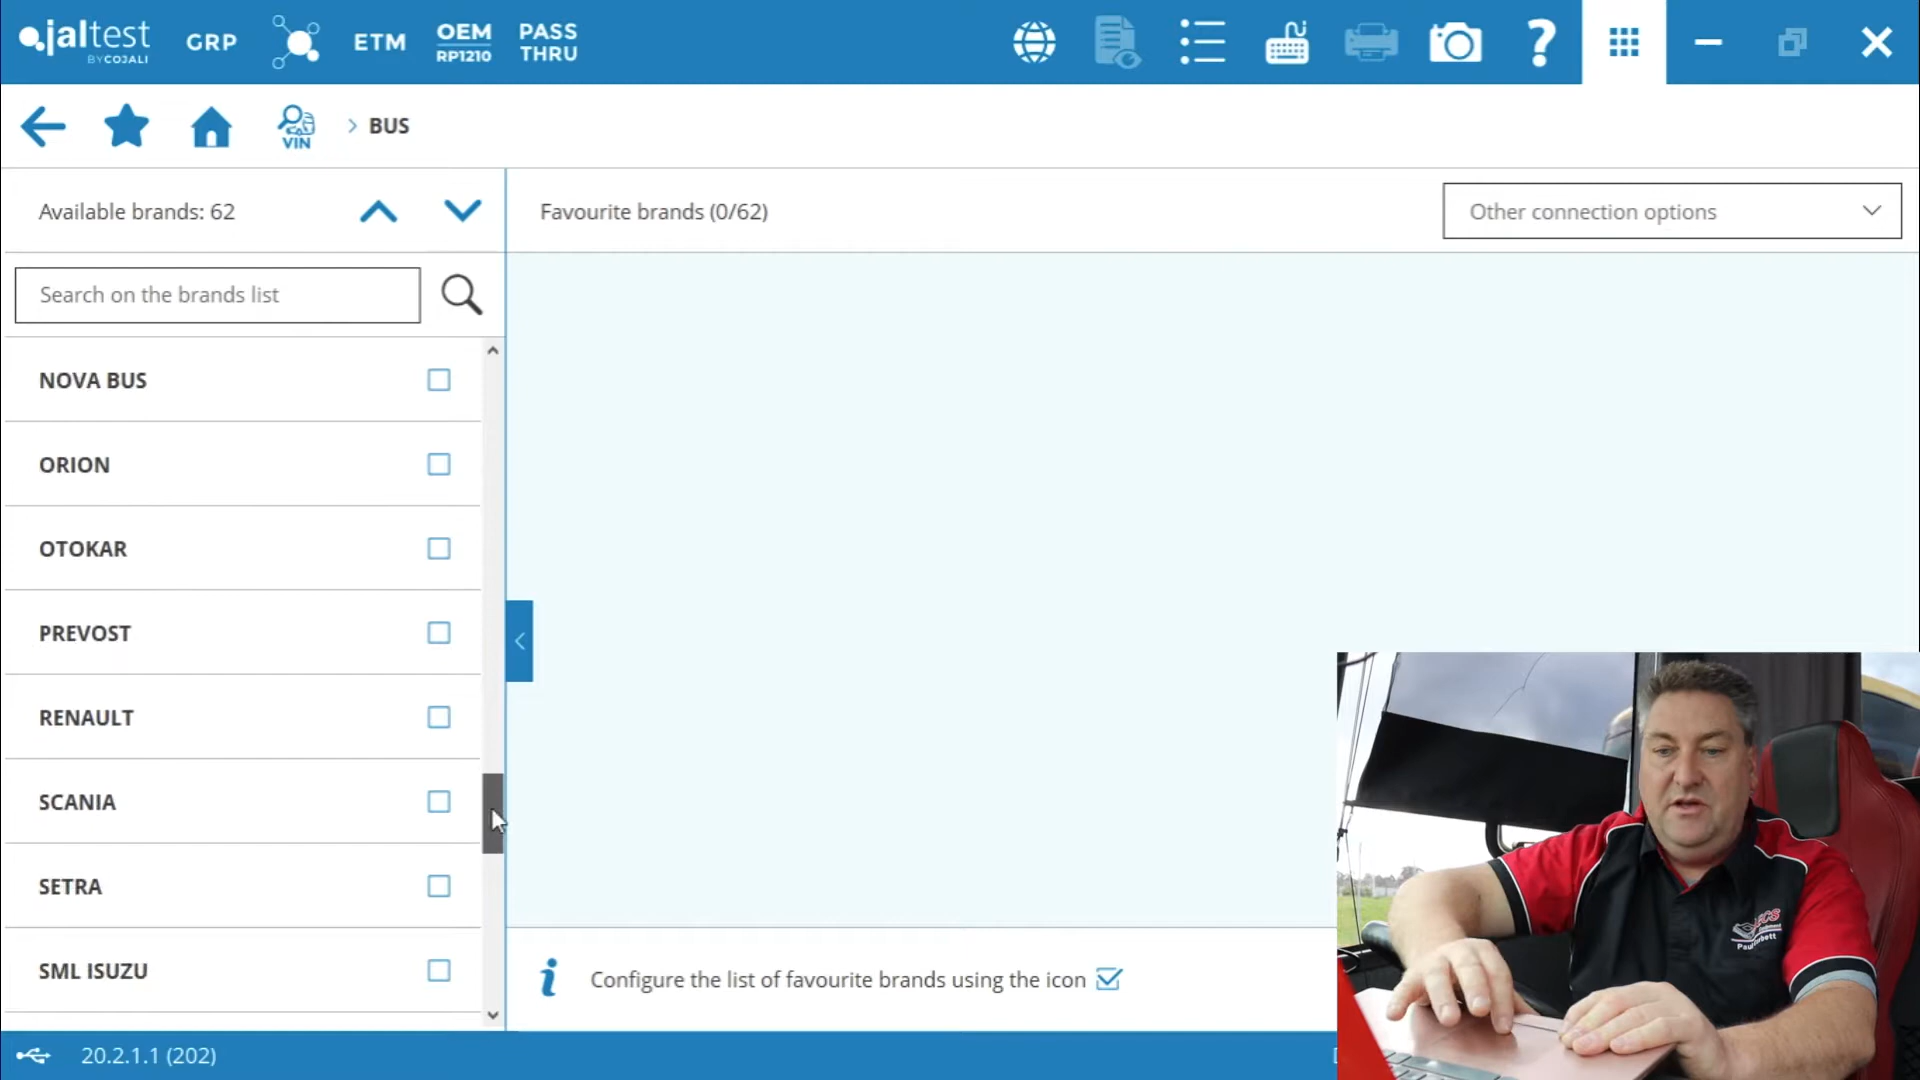 jaltest
BY COJALI
GRP
ETM
OEM
RP1210
PASS
THRU
?
VIN
> BUS
Available brands: 62
Favourite brands (0/62)
Other connection options
Search on the brands list
NOVA BUS
ORION
OTOKAR
PREVOST
RENAULT
SCANIA
SETRA
SML ISUZU
Configure the list of favourite brands using the icon
20.2.1.1 (202)